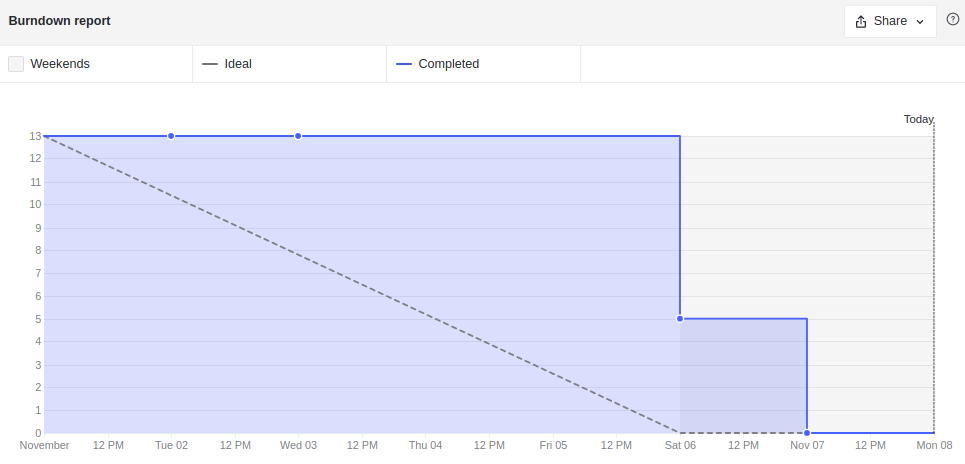 Burndown report
Share
Weekends
Ideal
Completed
Today
13
12
11
10
9
8
7
6
5
4
3
2
1
0
November 12 PM Tue 02 12 PM Wed 03 12 PM Thu 04 12 PM Fri 05 12 PM Sat 06 12 PM Nov 07 12 PM Mon 08